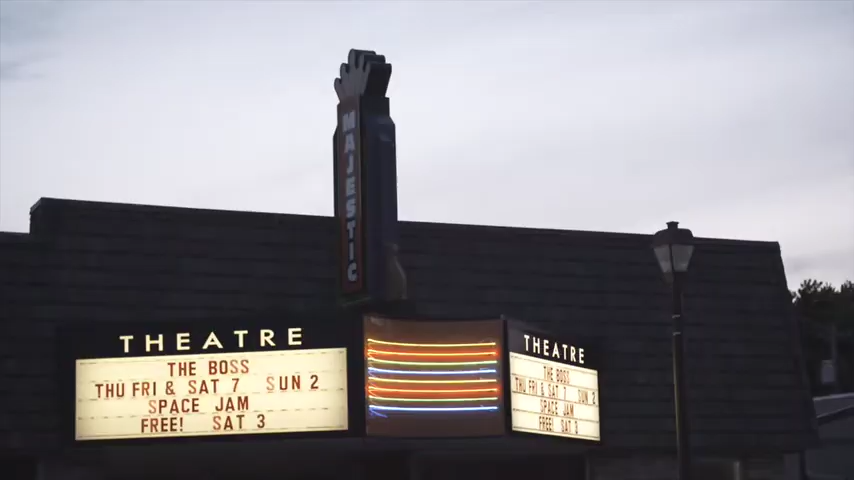 MAJESTIC
THEATRE
THE BOSS
THU FRI & SAT 7 SUN 2
SPACE JAM
FREE! SAT 3
THEATRE
THE BOSS
THU FRI & SAT 7 SUN 2
SPACE JAM
FREE! SAT 3